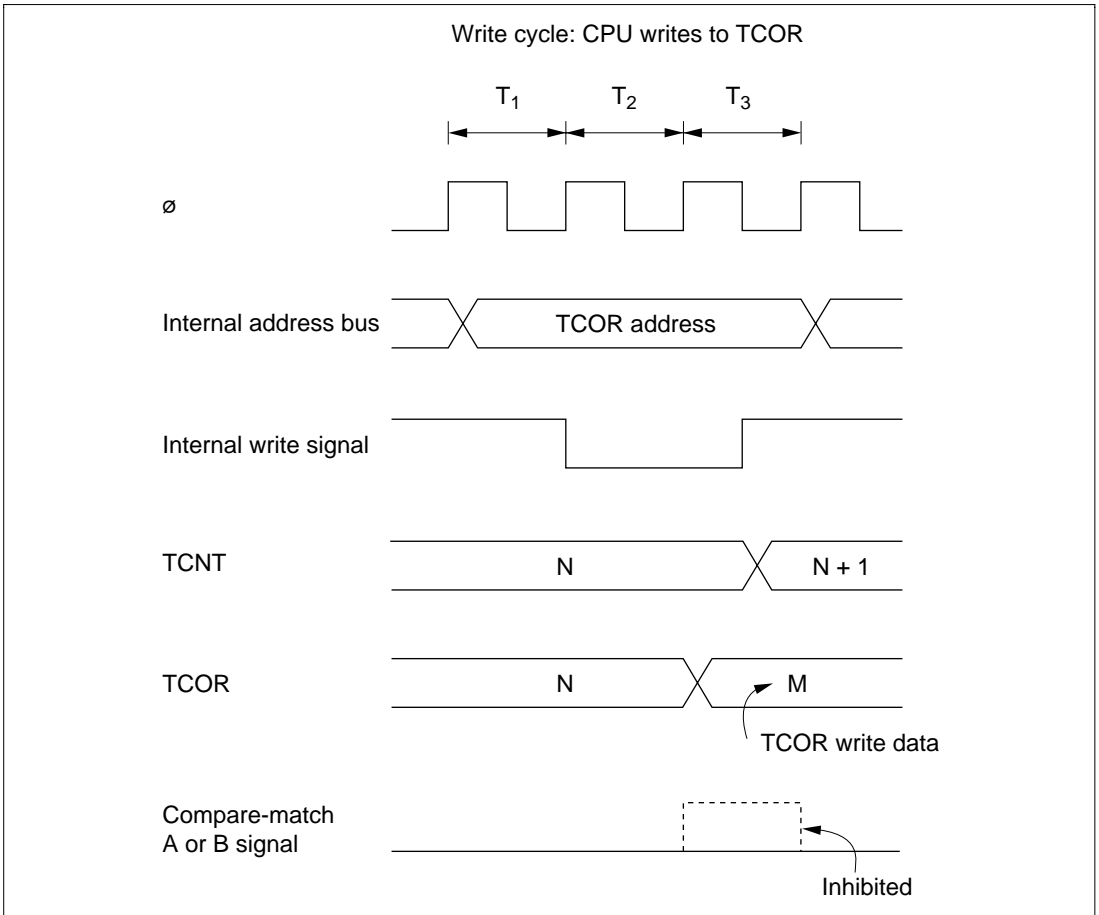 Write cycle: CPU writes to TCOR
T1 T2 T3
ø
Internal address bus
TCOR address
Internal write signal
TCNT
N
N + 1
TCOR
N
M
TCOR write data
Compare-match
A or B signal
Inhibited